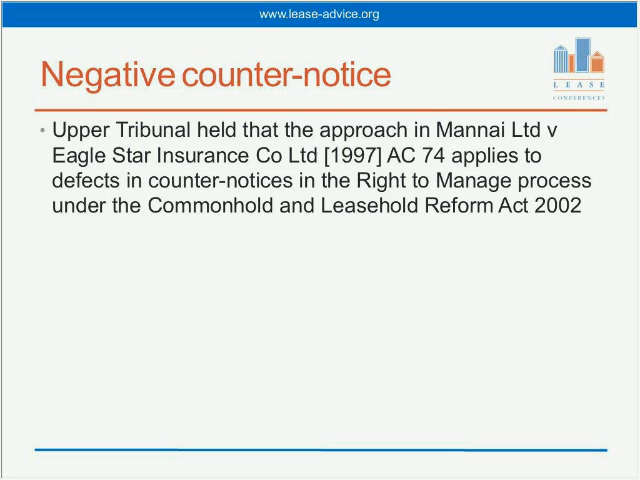 www.lease-advice.org
Negative counter-notice
L E A S E
CONFERENCES
• Upper Tribunal held that the approach in Mannai Ltd v
Eagle Star Insurance Co Ltd [1997] AC 74 applies to
defects in counter-notices in the Right to Manage process
under the Commonhold and Leasehold Reform Act 2002